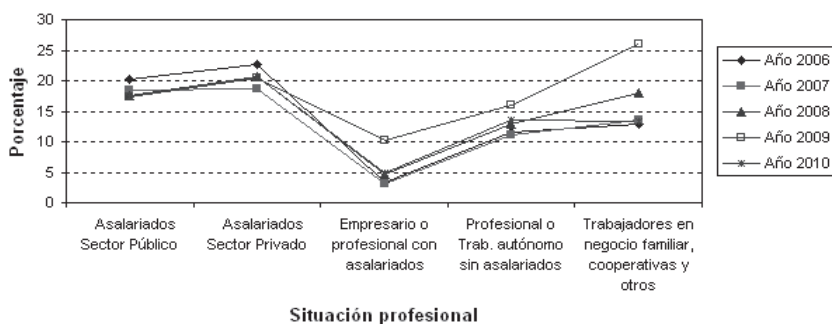 30
25
20
15
10
5
0
Porcentaje
Asalariados
Sector Público
Asalariados
Sector Privado
Empresario o
profesional con
asalariados
Profesional o
Trab. autónomo
sin asalariados
Trabajadores en
negocio familiar,
cooperativas y
otros
Situación profesional
Año 2006
Año 2007
Año 2008
Año 2009
Año 2010